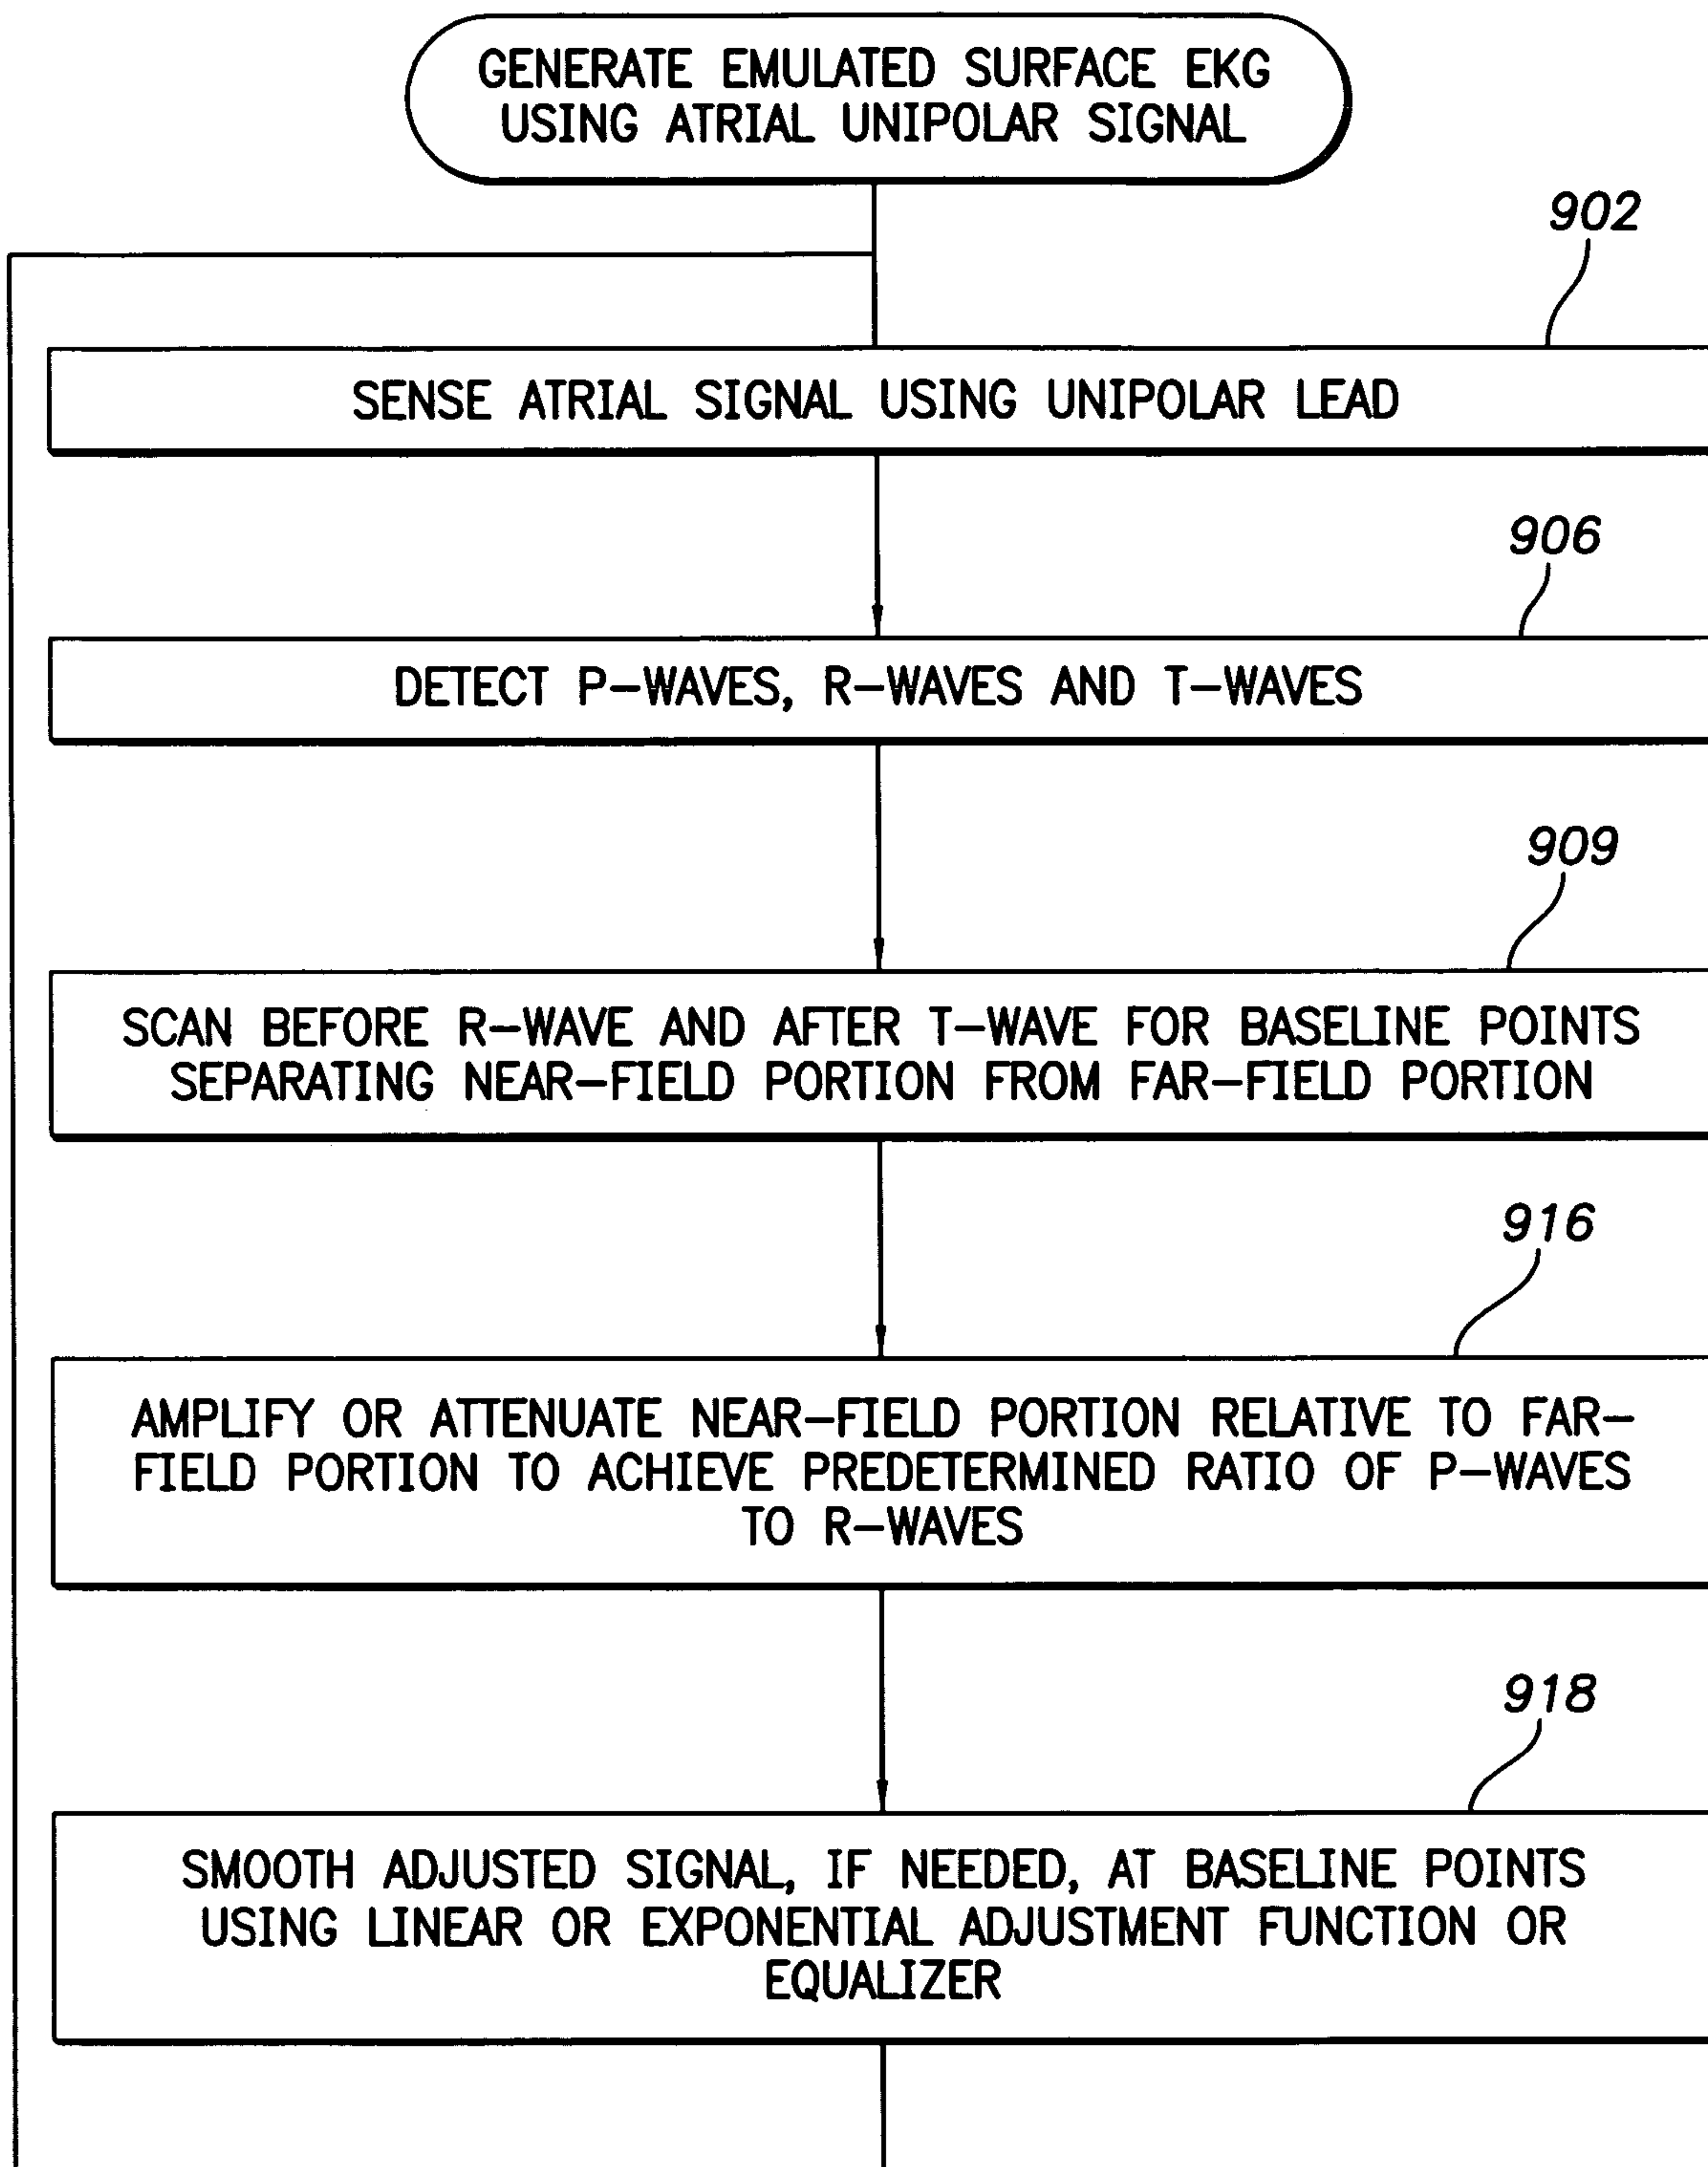 GENERATE EMULATED SURFACE EKG
USING ATRIAL UNIPOLAR SIGNAL
902
SENSE ATRIAL SIGNAL USING UNIPOLAR LEAD
906
DETECT P–WAVES, R–WAVES AND T–WAVES
909
SCAN BEFORE R–WAVE AND AFTER T–WAVE FOR BASELINE POINTS
SEPARATING NEAR–FIELD PORTION FROM FAR–FIELD PORTION
916
AMPLIFY OR ATTENUATE NEAR–FIELD PORTION RELATIVE TO FAR–
FIELD PORTION TO ACHIEVE PREDETERMINED RATIO OF P–WAVES
TO R–WAVES
918
SMOOTH ADJUSTED SIGNAL, IF NEEDED, AT BASELINE POINTS
USING LINEAR OR EXPONENTIAL ADJUSTMENT FUNCTION OR
EQUALIZER